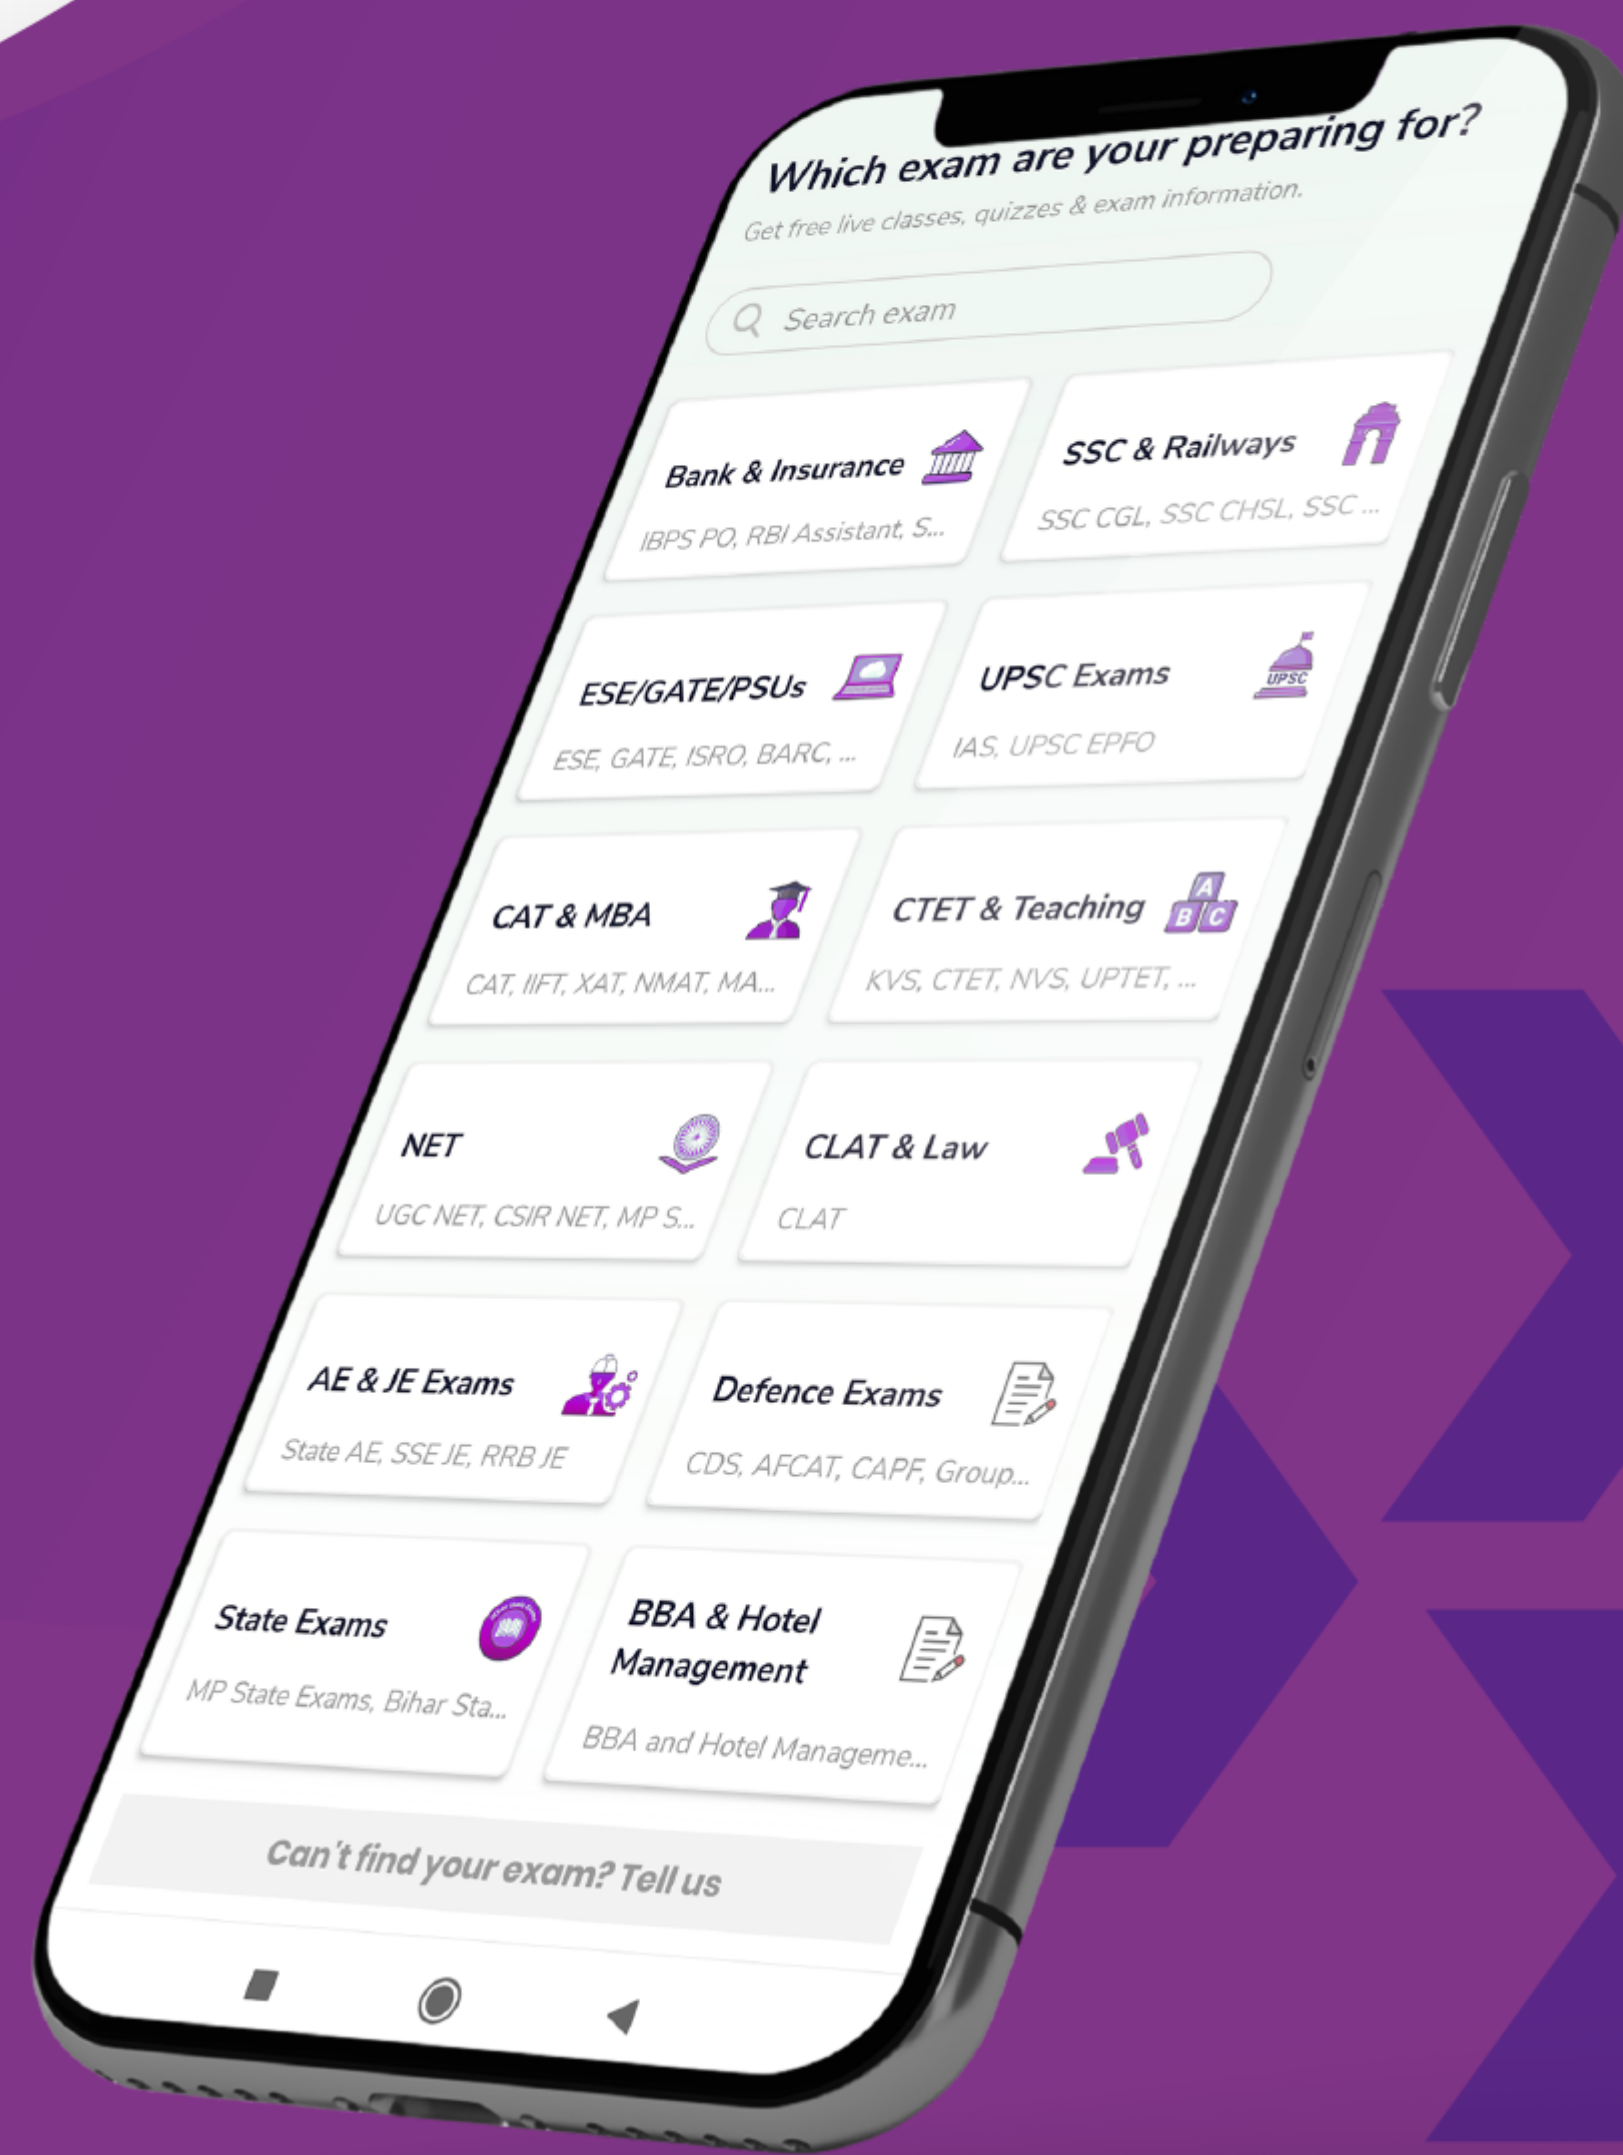 Which exam are your preparing for?
Get free live classes, quizzes & exam information.
Search exam
Bank & Insurance
IBPS PO, RBI Assistant, S...
SSC & Railways
SSC CGL, SSC CHSL, SSC ...
ESE/GATE/PSUs
ESE, GATE, ISRO, BARC, ...
UPSC Exams
UPSC
IAS, UPSC EPFO
CAT & MBA
CAT, IIFT, XAT, NMAT, MA...
CTET & Teaching
A
B C
KVS, CTET, NVS, UPTET, ...
NET
UGC NET, CSIR NET, MP S...
CLAT & Law
CLAT
AE & JE Exams
State AE, SSE JE, RRB JE
Defence Exams
CDS, AFCAT, CAPF, Group...
State Exams
MP State Exams, Bihar Sta...
BBA & Hotel
Management
BBA and Hotel Manageme...
Can't find your exam? Tell us